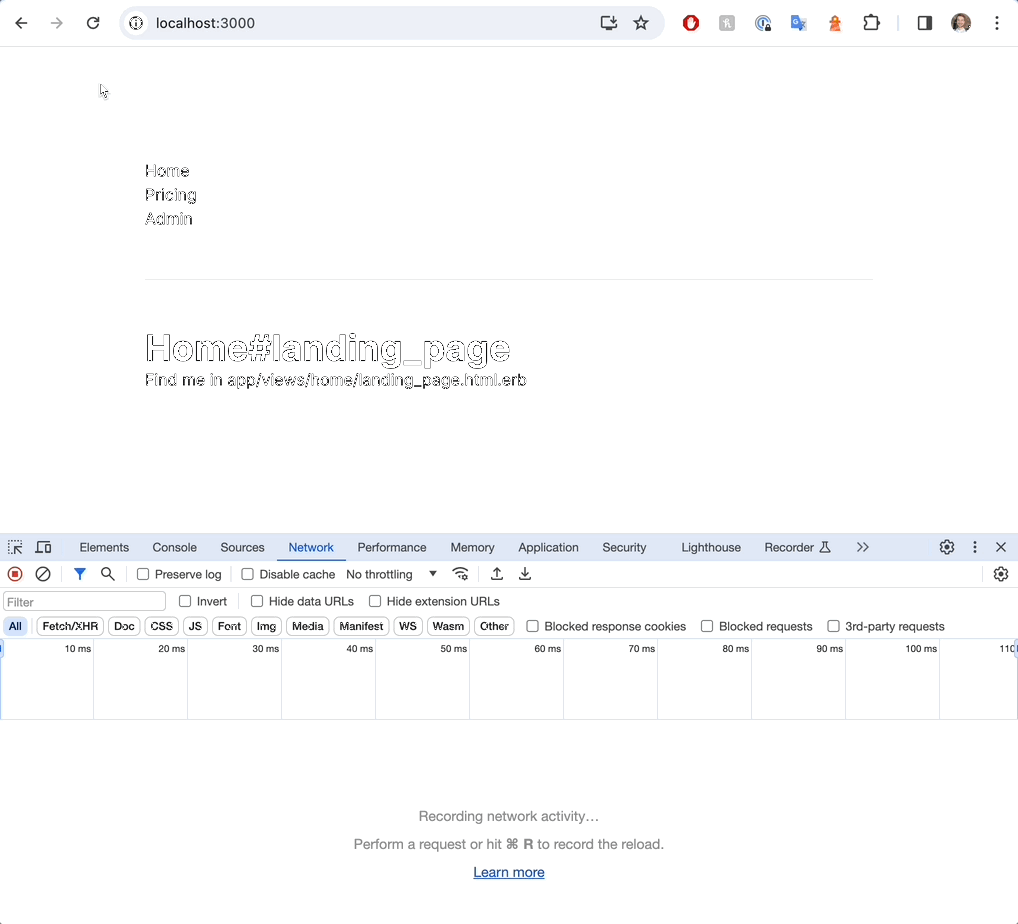 localhost:3000
Home
Pricing
Admin
Home#landing_page
Find me in app/views/home/landing_page.html.erb
Elements Console Sources Network Performance Memory Application Security Lighthouse Recorder
Preserve log Disable cache No throttling
Filter Invert Hide data URLs Hide extension URLs
All Fetch/XHR Doc CSS JS Font Img Media Manifest WS Wasm Other Blocked response cookies Blocked requests 3rd-party requests
10 ms 20 ms 30 ms 40 ms 50 ms 60 ms 70 ms 80 ms 90 ms 100 ms 110
Recording network activity…
Perform a request or hit ⌘ R to record the reload.
Learn more